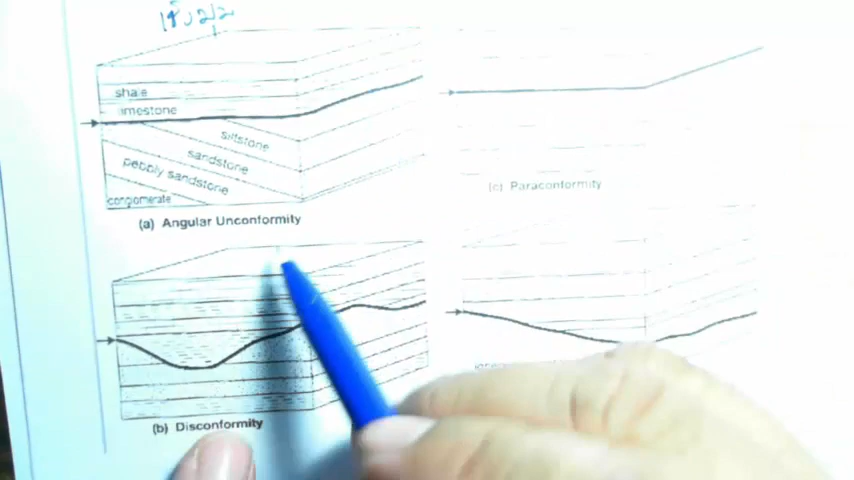 shale
limestone
siltstone
sandstone
pebbly sandstone
conglomerate
(a) Angular Unconformity
(c) Paraconformity
(b) Disconformity